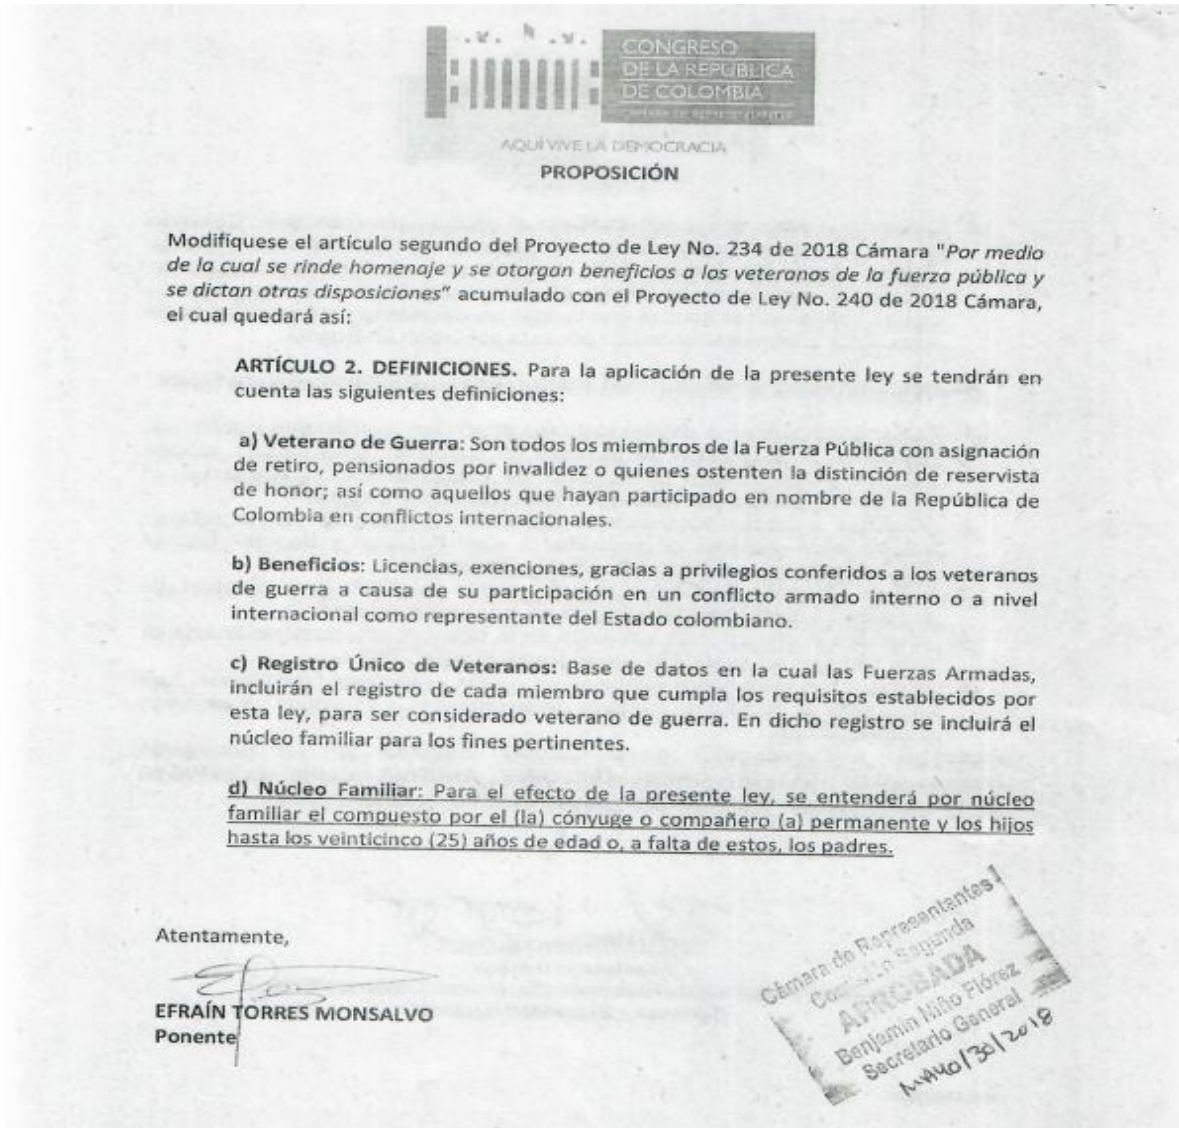 CONGRESO
DE LA REPÚBLICA
DE COLOMBIA
CÁMARA DE REPRESENTANTES
AQUÍ VIVE LA DEMOCRACIA
PROPOSICIÓN
Modifíquese el artículo segundo del Proyecto de Ley No. 234 de 2018 Cámara "Por medio
de la cual se rinde homenaje y se otorgan beneficios a los veteranos de la fuerza pública y
se dictan otras disposiciones" acumulado con el Proyecto de Ley No. 240 de 2018 Cámara,
el cual quedará así:
ARTÍCULO 2. DEFINICIONES. Para la aplicación de la presente ley se tendrán en
cuenta las siguientes definiciones:
a) Veterano de Guerra: Son todos los miembros de la Fuerza Pública con asignación
de retiro, pensionados por invalidez o quienes ostenten la distinción de reservista
de honor; así como aquellos que hayan participado en nombre de la República de
Colombia en conflictos internacionales.
b) Beneficios: Licencias, exenciones, gracias a privilegios conferidos a los veteranos
de guerra a causa de su participación en un conflicto armado interno o a nivel
internacional como representante del Estado colombiano.
c) Registro Único de Veteranos: Base de datos en la cual las Fuerzas Armadas,
incluirán el registro de cada miembro que cumpla los requisitos establecidos por
esta ley, para ser considerado veterano de guerra. En dicho registro se incluirá el
núcleo familiar para los fines pertinentes.
d) Núcleo Familiar: Para el efecto de la presente ley, se entenderá por núcleo
familiar el compuesto por el (la) cónyuge o compañero (a) permanente y los hijos
hasta los veinticinco (25) años de edad o, a falta de estos, los padres.
Atentamente,
EFRAÍN TORRES MONSALVO
Ponente
Cámara de Representantes
Comisión Segunda
APROBADA
Benjamín Niño Flórez
Secretario General
MAYO/30/2018